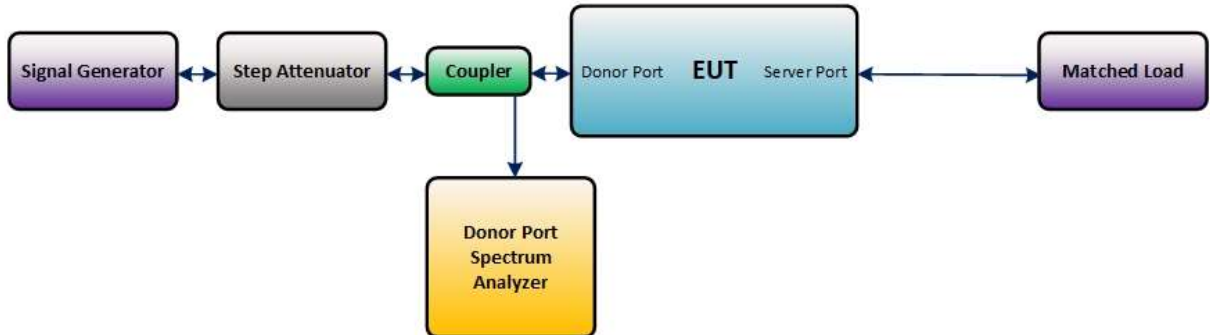 Signal Generator
Step Attenuator
Coupler
Donor Port
EUT
Server Port
Matched Load
Donor Port
Spectrum
Analyzer